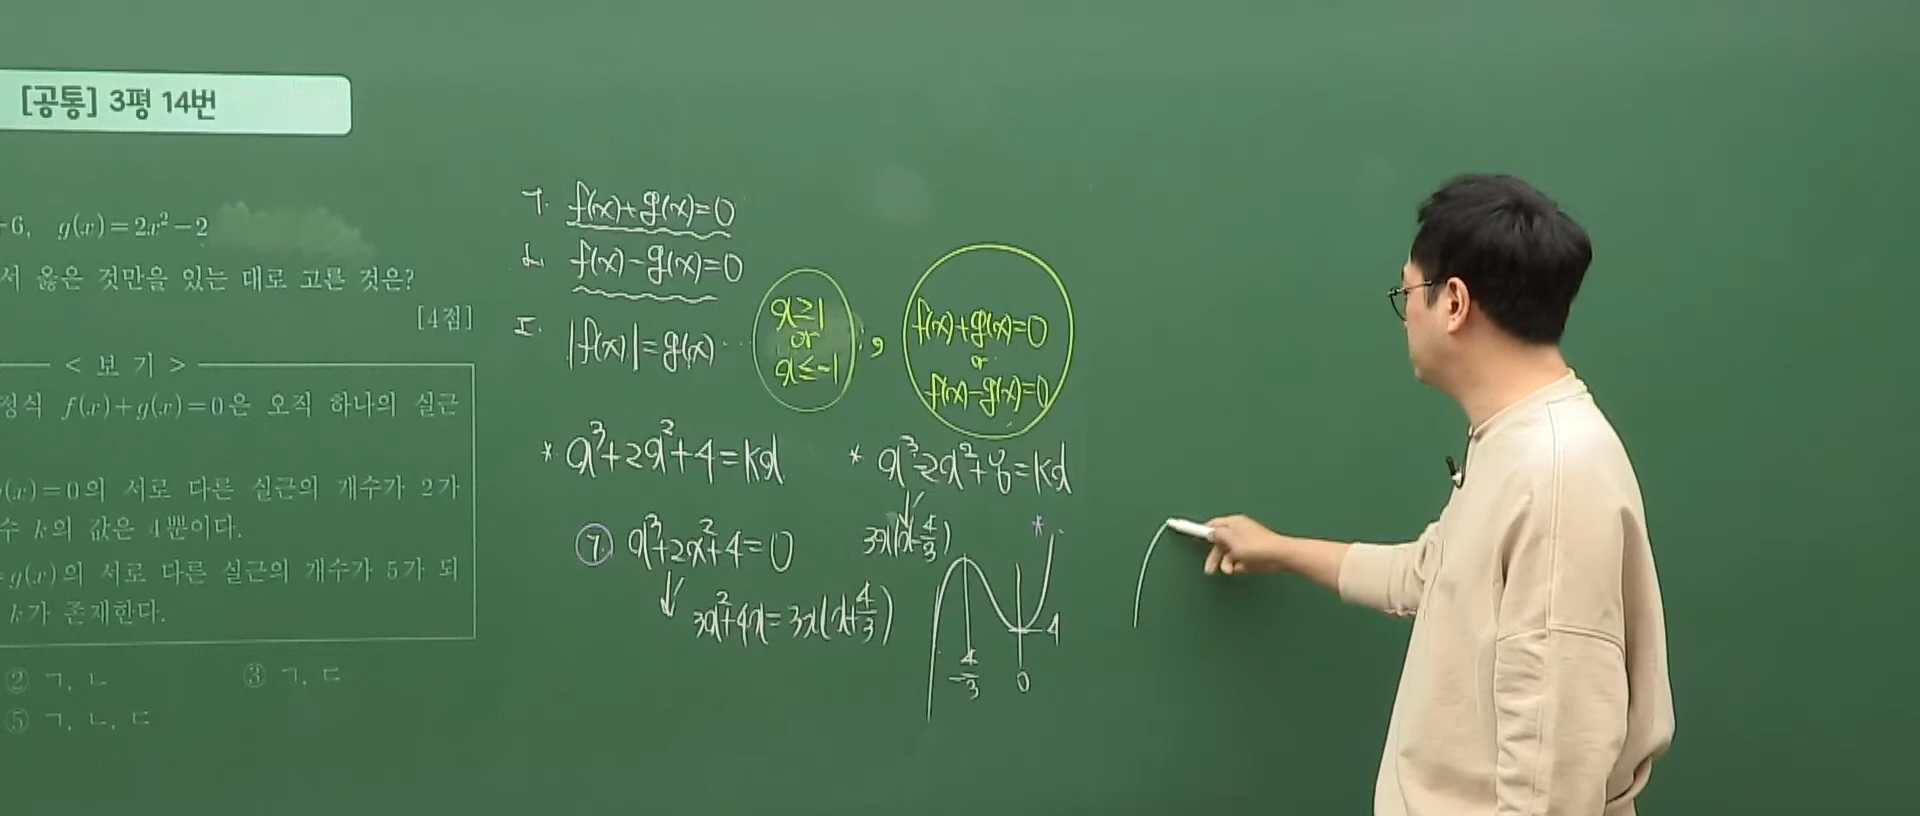 [공통] 3평 14번
+6, g(x)=2x²-2
서 옳은 것만을 있는 대로 고른 것은?
[4점]
< 보 기 >
정식 f(x)+g(x)=0은 오직 하나의 실근
(x)=0의 서로 다른 실근의 개수가 2가
수 k의 값은 4뿐이다.
=g(x)의 서로 다른 실근의 개수가 5가 되
k가 존재한다.
② ㄱ, ㄴ ③ ㄱ, ㄷ
⑤ ㄱ, ㄴ, ㄷ
ㄱ. f(x)+g(x)=0
ㄴ. f(x)-g(x)=0
ㄷ. |f(x)|=g(x) ... x≥1 or x≤-1 , f(x)+g(x)=0 or f(x)-g(x)=0
* x³+2x²+4=kx * x³-2x²+8=kx
ㄱ x³+2x²+4=0
3x²+4x=3x(x+4/3)
3x(x-4/3)
*
4
-4/3 0